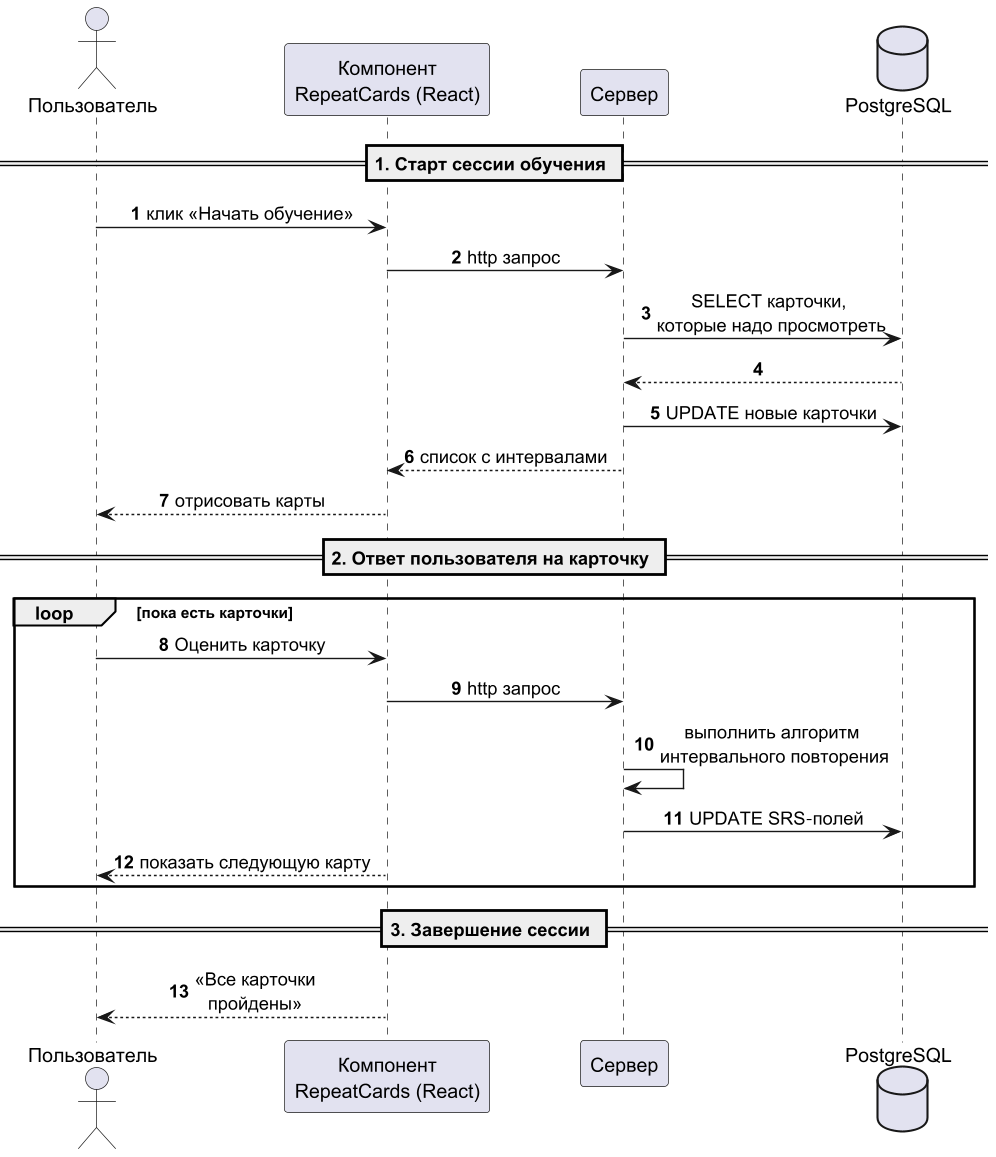 Пользователь
Компонент
RepeatCards (React)
Сервер
PostgreSQL
1. Старт сессии обучения
1 клик «Начать обучение»
2 http запрос
3 SELECT карточки,
которые надо просмотреть
4
5 UPDATE новые карточки
6 список с интервалами
7 отрисовать карты
2. Ответ пользователя на карточку
loop [пока есть карточки]
8 Оценить карточку
9 http запрос
10 выполнить алгоритм
интервального повторения
11 UPDATE SRS-полей
12 показать следующую карту
3. Завершение сессии
13 «Все карточки
пройдены»
Пользователь
Компонент
RepeatCards (React)
Сервер
PostgreSQL